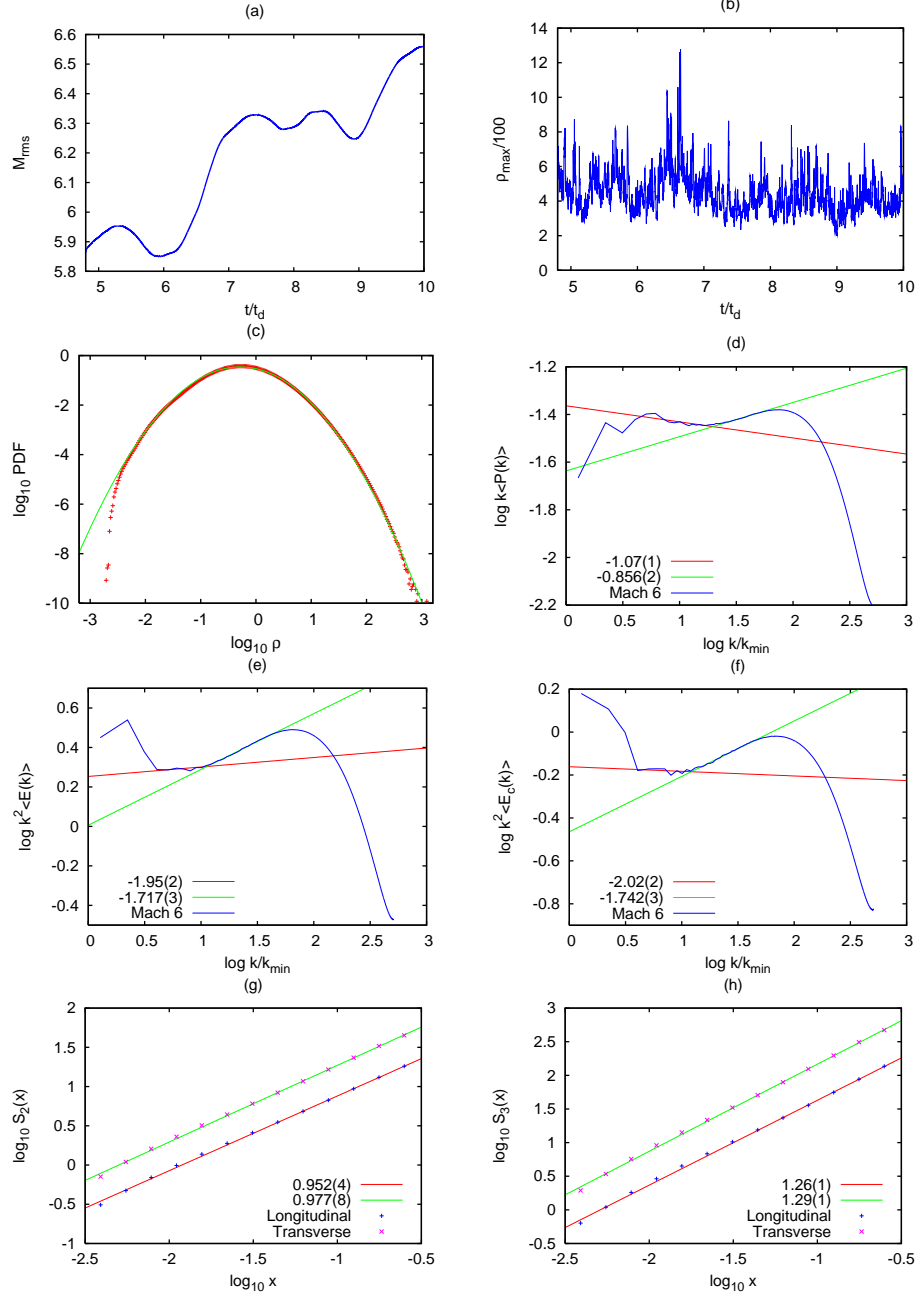 (a)
6.6
6.5
6.4
6.3
6.2
6.1
6
5.9
5.8
M_rms
5 6 7 8 9 10
t/t_d
(b)
14
12
10
8
6
4
2
0
ρ_max/100
5 6 7 8 9 10
t/t_d
(c)
0
-2
-4
-6
-8
-10
log_10 PDF
-3 -2 -1 0 1 2 3
log_10 ρ
(d)
-1.2
-1.4
-1.6
-1.8
-2
-2.2
log k<P(k)>
-1.07(1)
-0.856(2)
Mach 6
0 0.5 1 1.5 2 2.5 3
log k/k_min
(e)
0.6
0.4
0.2
0
-0.2
-0.4
log k^2<E(k)>
-1.95(2)
-1.717(3)
Mach 6
0 0.5 1 1.5 2 2.5 3
log k/k_min
(f)
0.2
0
-0.2
-0.4
-0.6
-0.8
log k^2<E_c(k)>
-2.02(2)
-1.742(3)
Mach 6
0 0.5 1 1.5 2 2.5 3
log k/k_min
(g)
2
1.5
1
0.5
0
-0.5
-1
log_10 S_2(x)
0.952(4)
0.977(8)
Longitudinal
Transverse
-2.5 -2 -1.5 -1 -0.5
log_10 x
(h)
3
2.5
2
1.5
1
0.5
0
-0.5
log_10 S_3(x)
1.26(1)
1.29(1)
Longitudinal
Transverse
-2.5 -2 -1.5 -1 -0.5
log_10 x